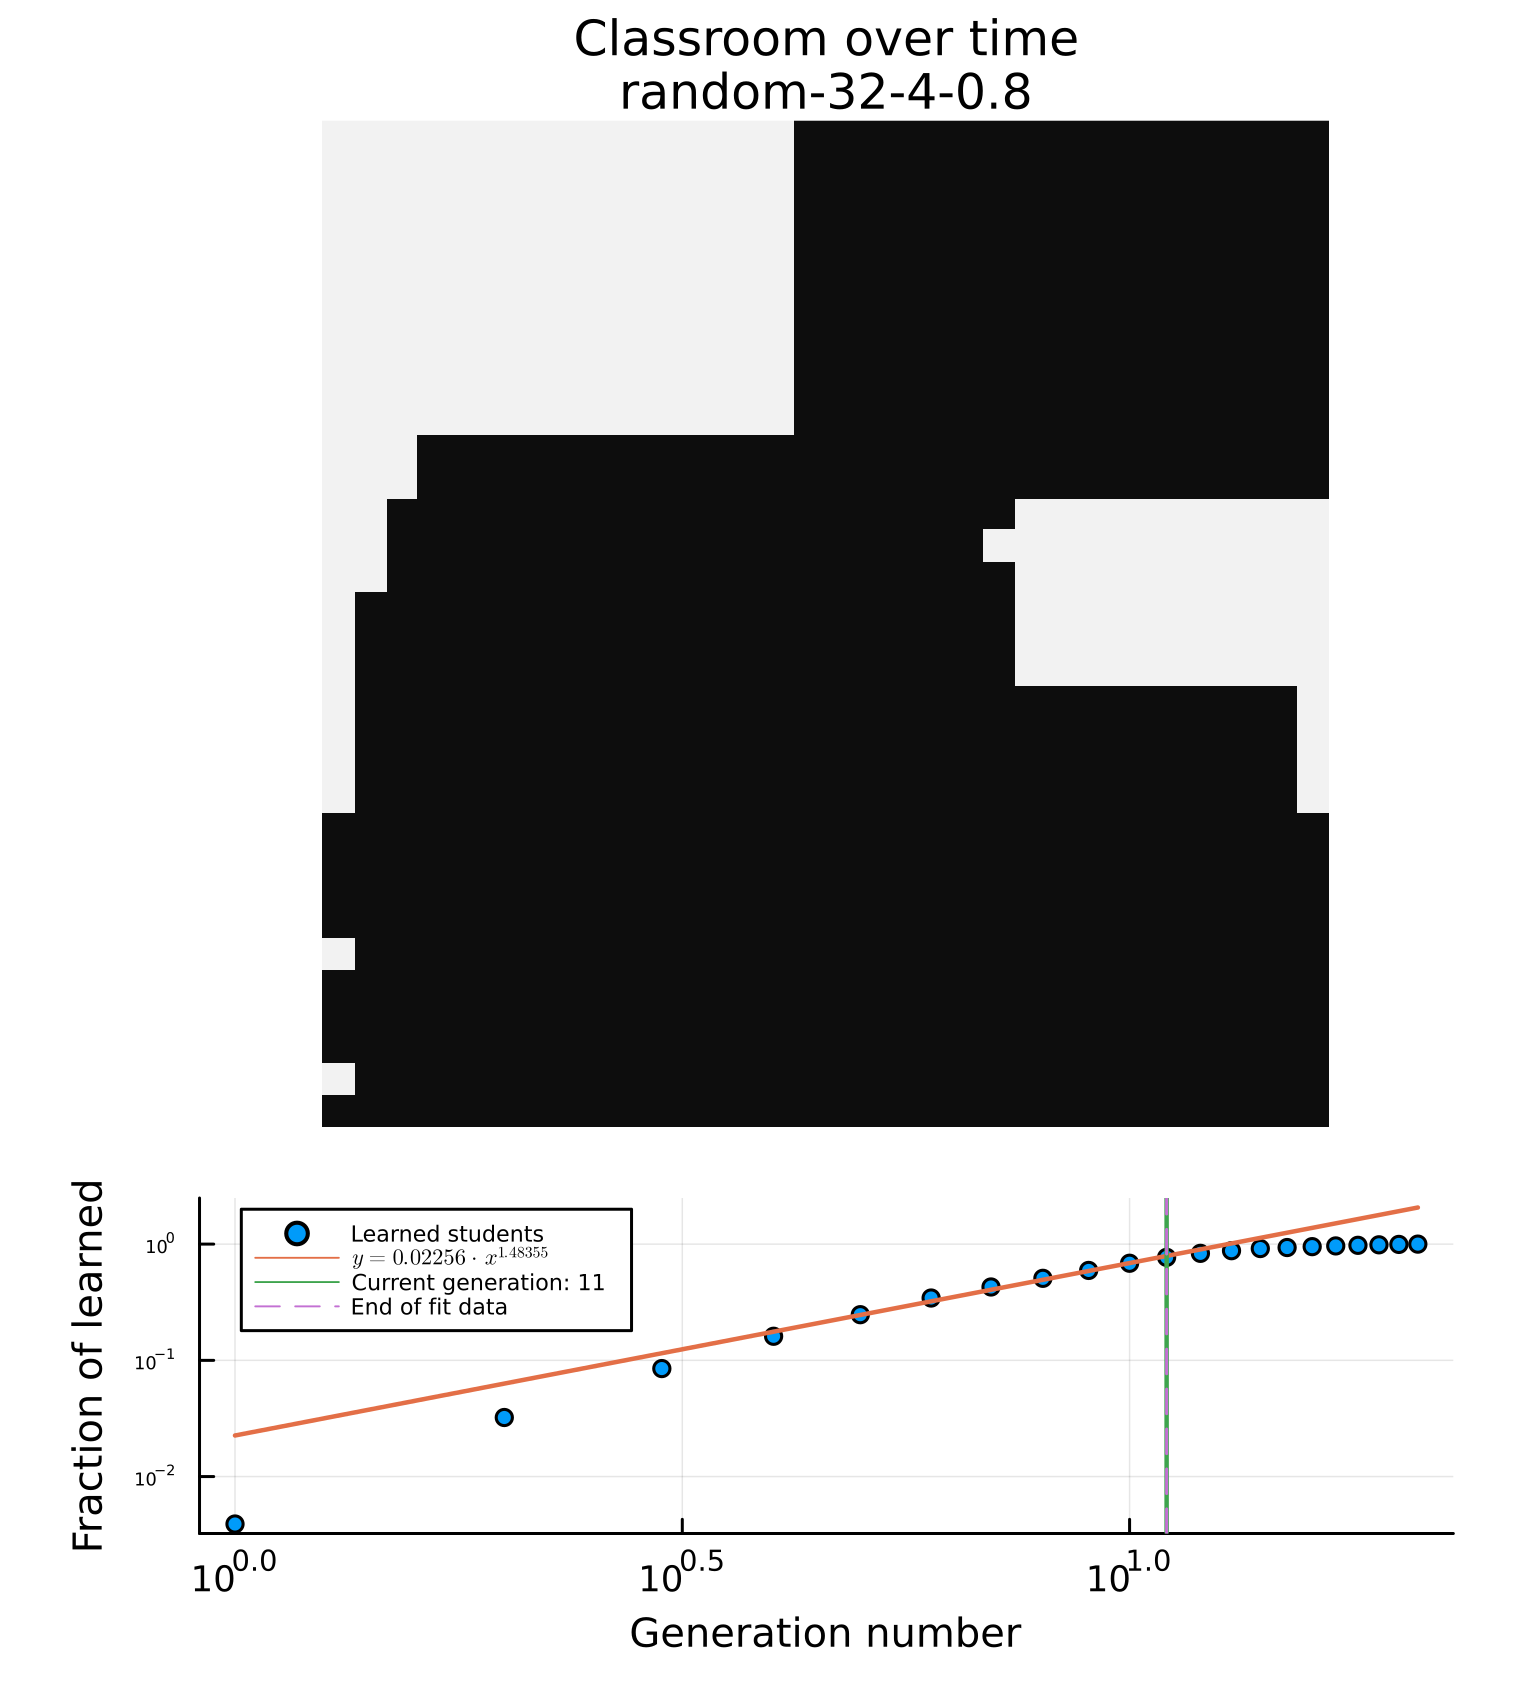 Classroom over time
random-32-4-0.8
Fraction of learned
10⁰
10⁻¹
10⁻²
Learned students
y = 0.02256 · x^1.48355
Current generation: 11
End of fit data
10^0.0
10^0.5
10^1.0
Generation number